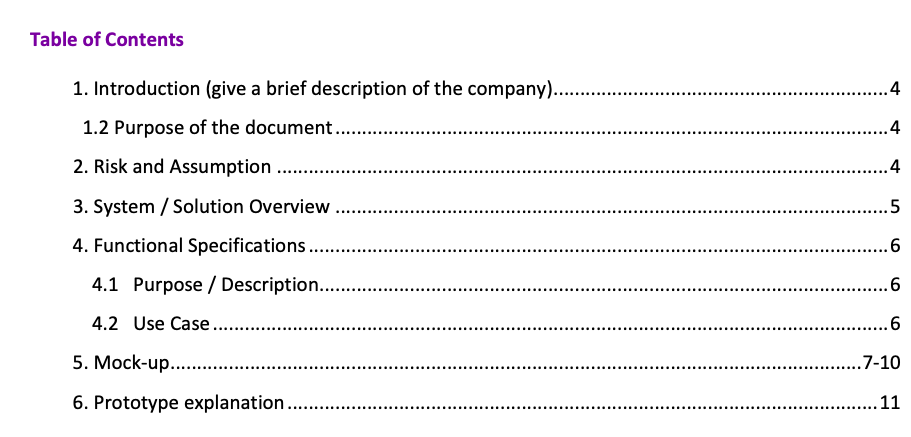 Table of Contents
1. Introduction (give a brief description of the company)..............................................................4
1.2 Purpose of the document..........................................................................................................4
2. Risk and Assumption .....................................................................................................................4
3. System / Solution Overview ..........................................................................................................5
4. Functional Specifications...............................................................................................................6
4.1 Purpose / Description.............................................................................................................6
4.2 Use Case.................................................................................................................................6
5. Mock-up....................................................................................................................................7-10
6. Prototype explanation..................................................................................................................11